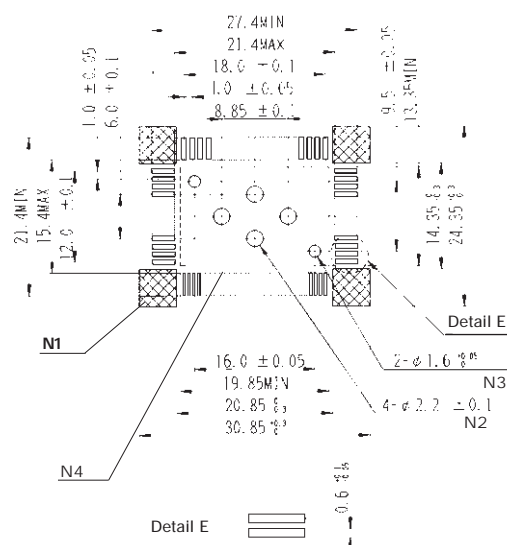 27.4MIN
21.4MAX
18.0 ±0.1
1.0 ±0.05
8.85 ±0.1
1.0 ±0.05
6.0 ±0.1
9.5 ±0.05
13.35MIN
21.4MIN
15.4MAX
12.0 ±0.1
14.35
24.35
N1
Detail E
2-φ1.6
N3
16.0 ±0.05
19.85MIN
20.85
30.85
4-φ2.2 ±0.1
N2
N4
0.6
Detail E